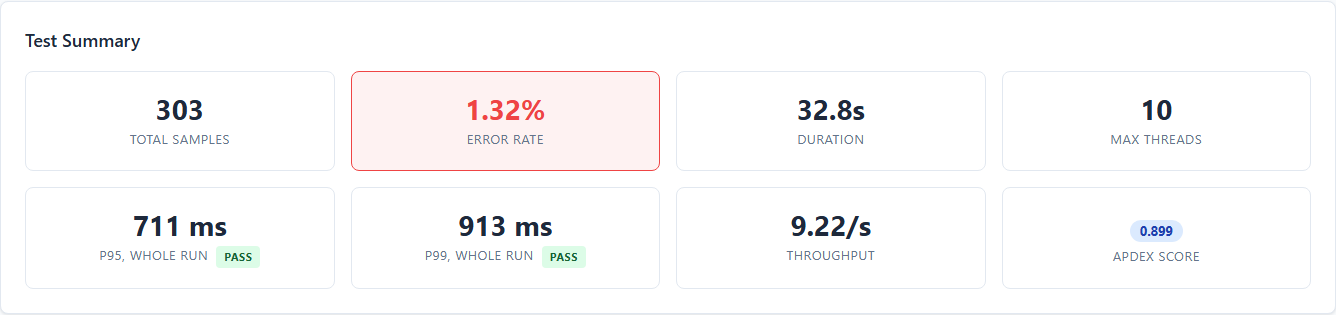 Test Summary
303
TOTAL SAMPLES
1.32%
ERROR RATE
32.8s
DURATION
10
MAX THREADS
711 ms
P95, WHOLE RUN PASS
913 ms
P99, WHOLE RUN PASS
9.22/s
THROUGHPUT
0.899
APDEX SCORE